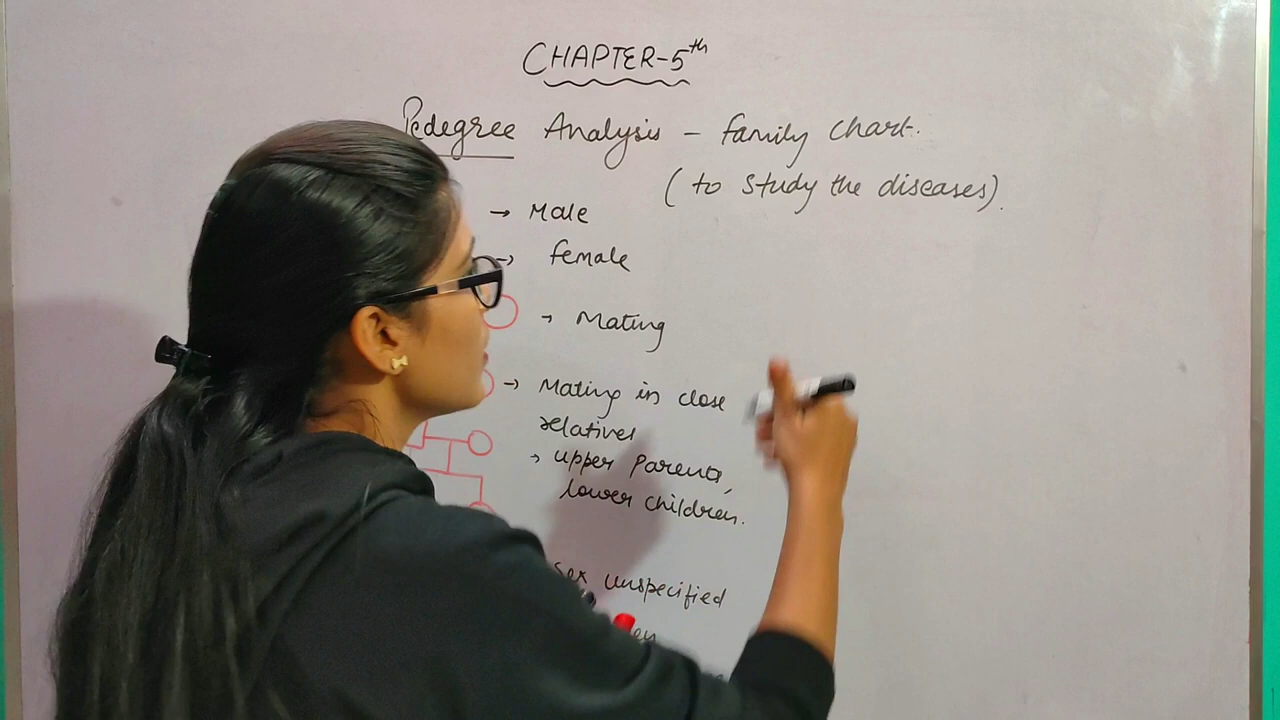 CHAPTER-5th
Pedegree Analysis - family chart.
(to study the diseases).
→ Male
→ female
→ Mating
→ Mating in close
relatives
→ upper Parents,
lower children.
Sex unspecified